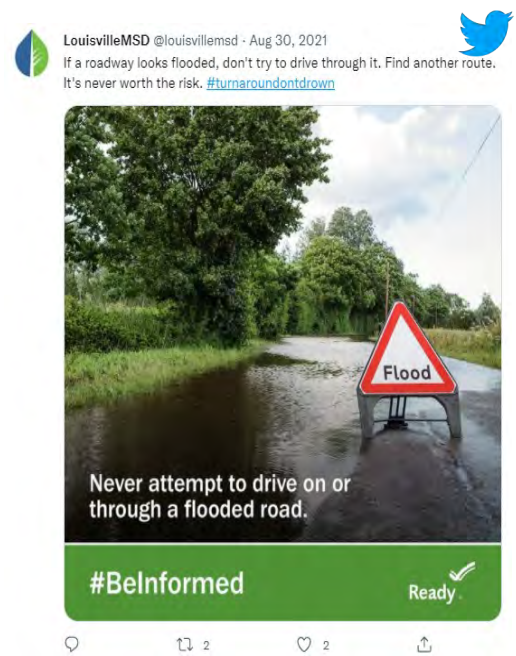 LouisvilleMSD @louisvillemsd · Aug 30, 2021
If a roadway looks flooded, don't try to drive through it. Find another route.
It's never worth the risk. #turnaroundontdrown
Flood
Never attempt to drive on or
through a flooded road.
#BeInformed
Ready
2
2